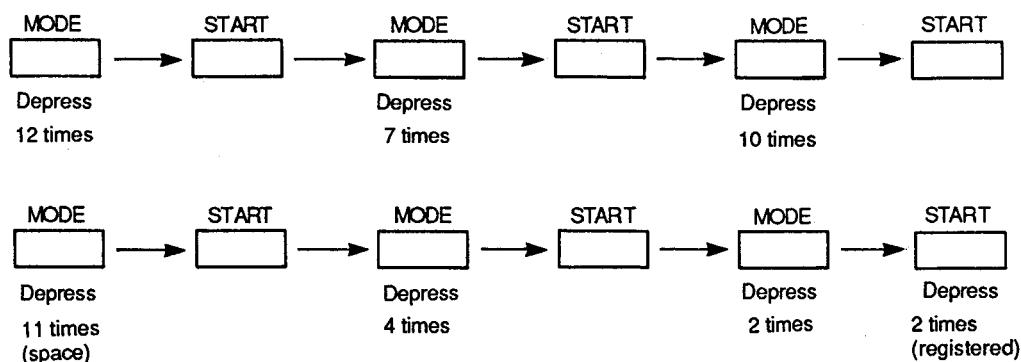 MODE START MODE START MODE START
Depress Depress Depress
12 times 7 times 10 times
MODE START MODE START MODE START
Depress Depress Depress Depress
11 times 4 times 2 times 2 times
(space) (registered)